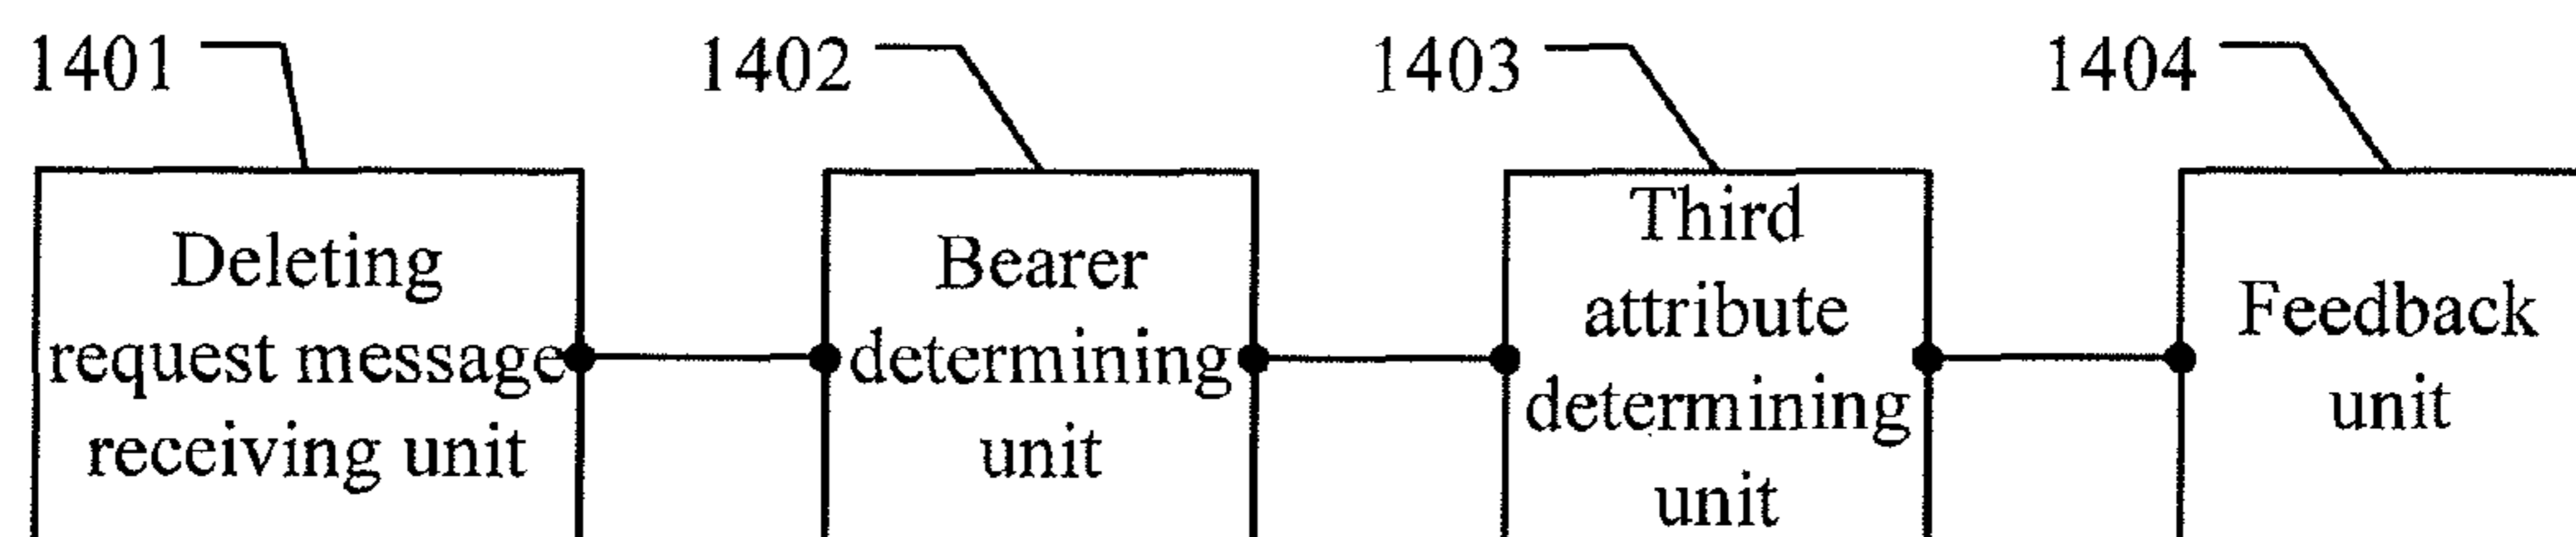 1401
1402
1403
1404
Deleting
request message
receiving unit
Bearer
determining
unit
Third
attribute
determining
unit
Feedback
unit